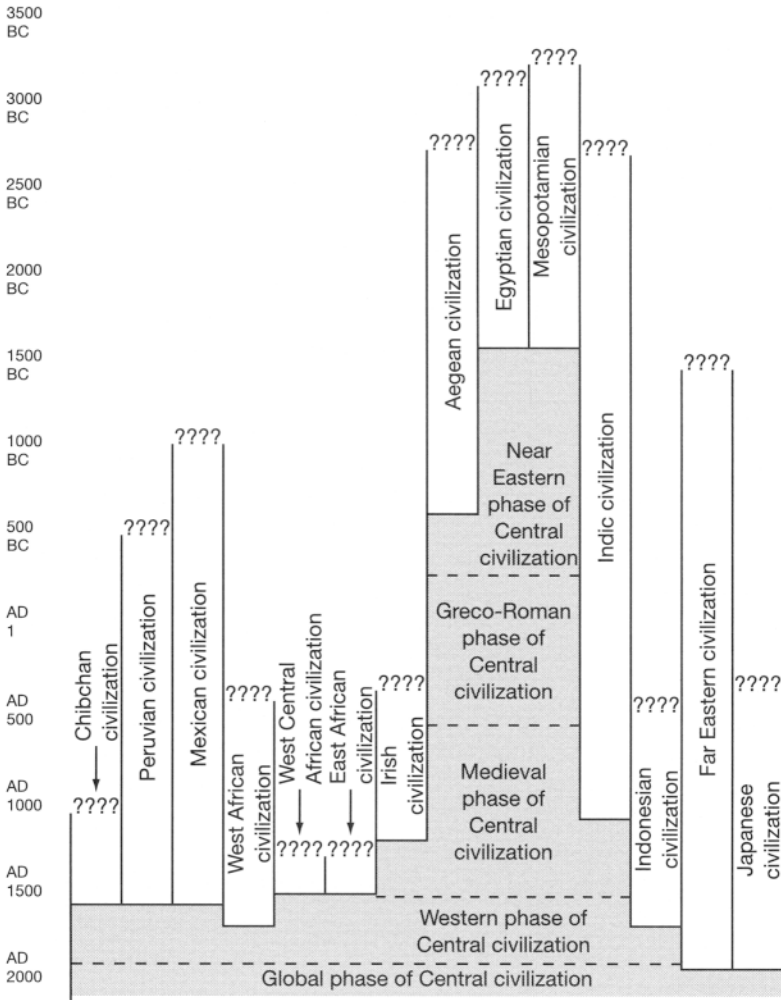 3500
BC
3000
BC
2500
BC
2000
BC
1500
BC
1000
BC
500
BC
AD
1
AD
500
AD
1000
AD
1500
AD
2000
Chibchan
civilization
????
Peruvian civilization
????
Mexican civilization
????
West African
civilization
????
West Central
African civilization
????
East African
civilization
????
Irish
civilization
????
Aegean civilization
????
Egyptian civilization
????
Mesopotamian
civilization
????
Indic civilization
????
Indonesian
civilization
????
Far Eastern civilization
????
Japanese
civilization
????
Near
Eastern
phase of
Central
civilization
Greco-Roman
phase of
Central
civilization
Medieval
phase of
Central
civilization
Western phase of
Central civilization
Global phase of Central civilization